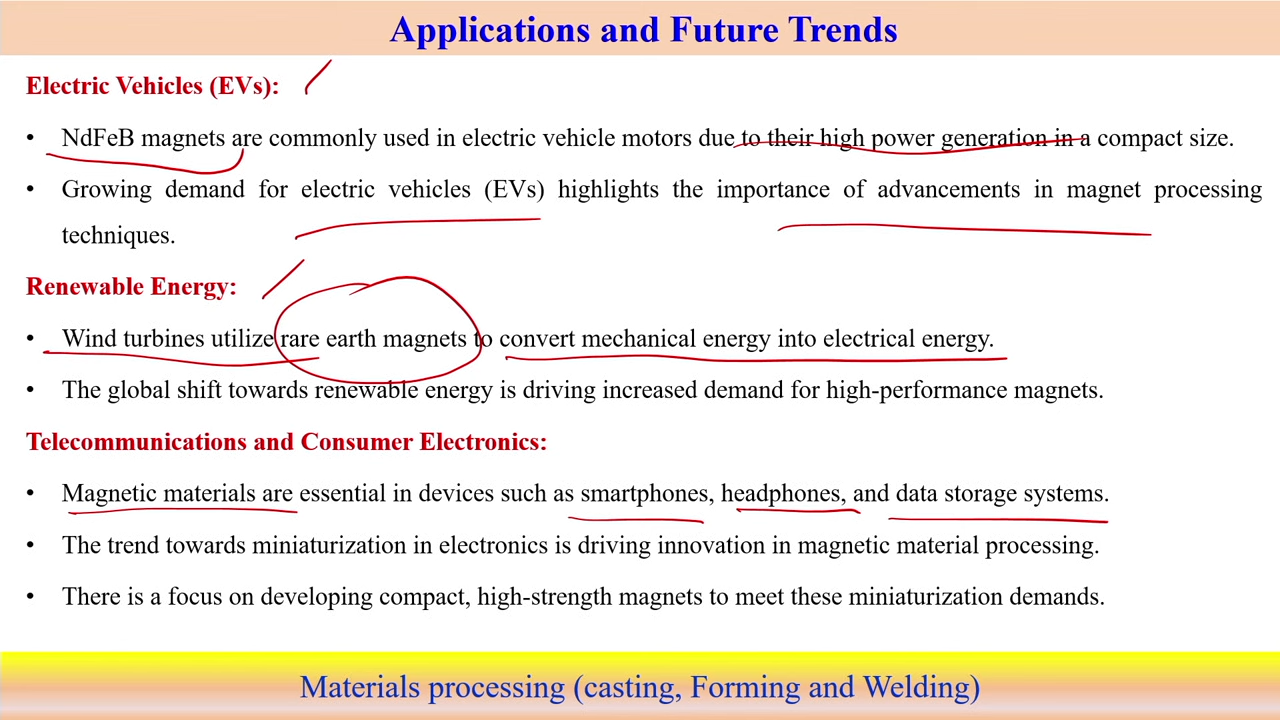 Applications and Future Trends
Electric Vehicles (EVs):
• NdFeB magnets are commonly used in electric vehicle motors due to their high power generation in a compact size.
• Growing demand for electric vehicles (EVs) highlights the importance of advancements in magnet processing
techniques.
Renewable Energy:
• Wind turbines utilize rare earth magnets to convert mechanical energy into electrical energy.
• The global shift towards renewable energy is driving increased demand for high-performance magnets.
Telecommunications and Consumer Electronics:
• Magnetic materials are essential in devices such as smartphones, headphones, and data storage systems.
• The trend towards miniaturization in electronics is driving innovation in magnetic material processing.
• There is a focus on developing compact, high-strength magnets to meet these miniaturization demands.
Materials processing (casting, Forming and Welding)